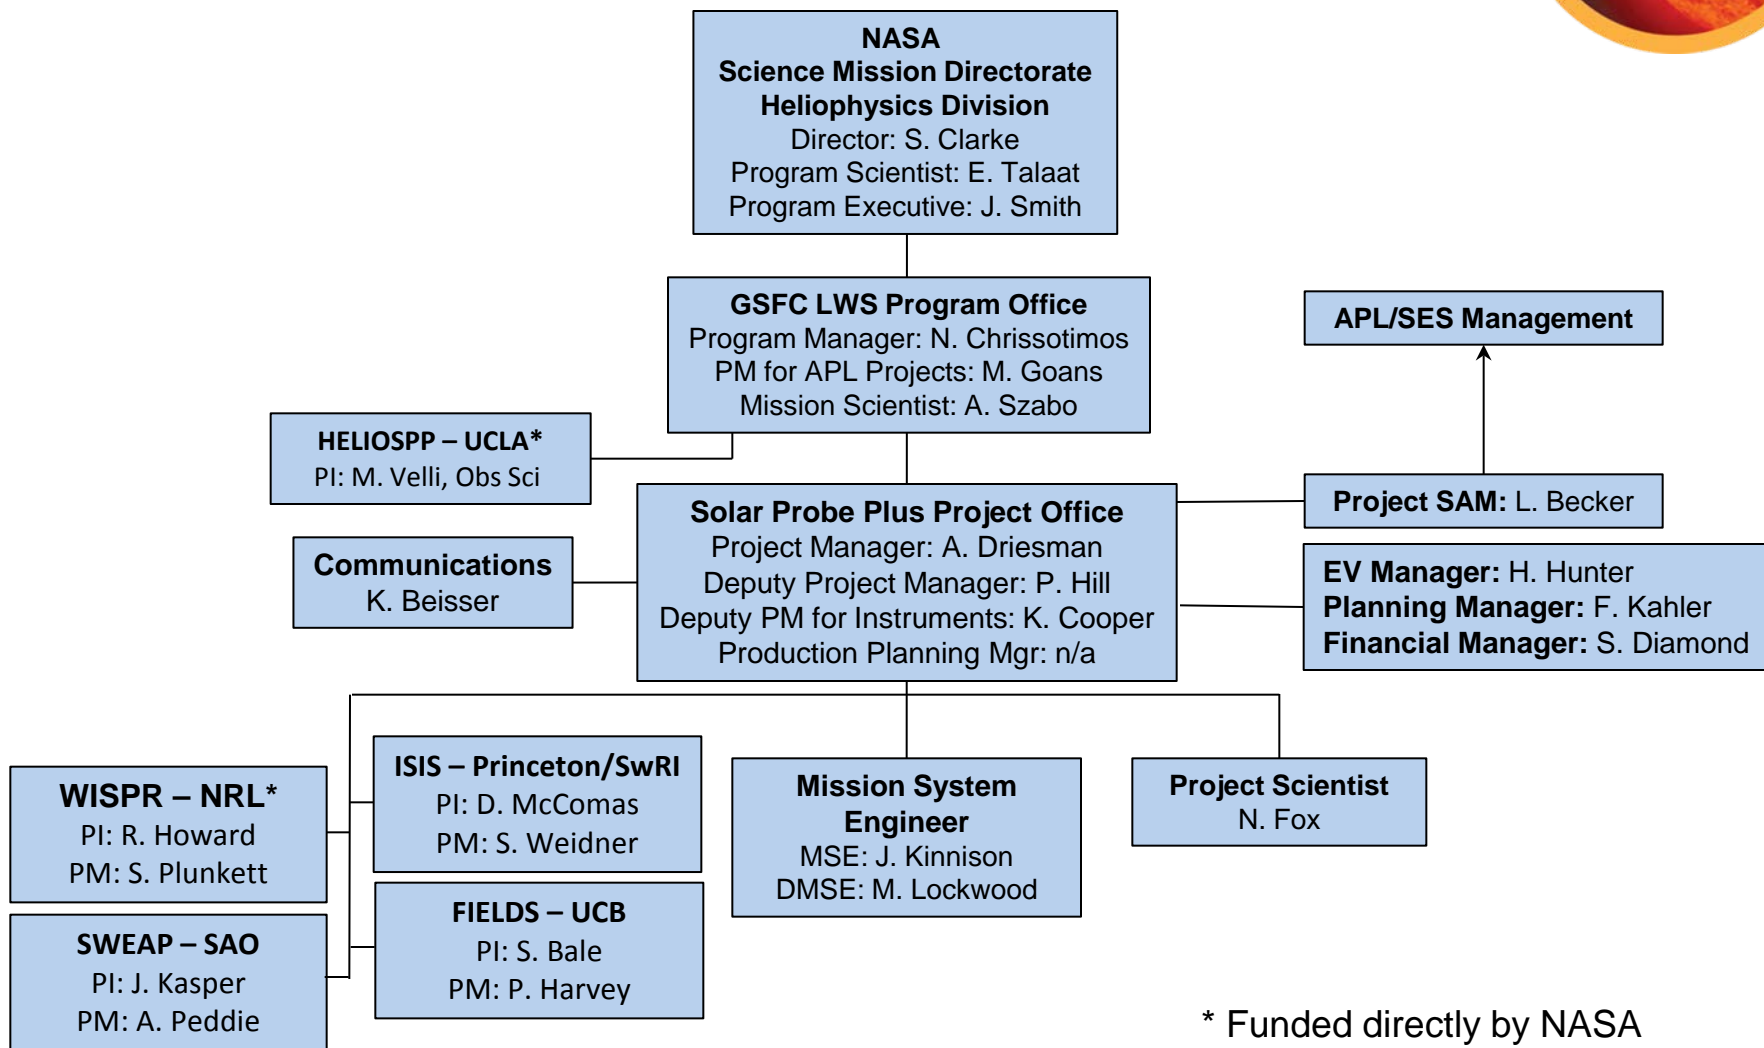 NASA
Science Mission Directorate
Heliophysics Division
Director: S. Clarke
Program Scientist: E. Talaat
Program Executive: J. Smith
GSFC LWS Program Office
Program Manager: N. Chrissotimos
PM for APL Projects: M. Goans
Mission Scientist: A. Szabo
APL/SES Management
HELIOSPP – UCLA*
PI: M. Velli, Obs Sci
Project SAM: L. Becker
Solar Probe Plus Project Office
Project Manager: A. Driesman
Deputy Project Manager: P. Hill
Deputy PM for Instruments: K. Cooper
Production Planning Mgr: n/a
Communications
K. Beisser
EV Manager: H. Hunter
Planning Manager: F. Kahler
Financial Manager: S. Diamond
WISPR – NRL*
PI: R. Howard
PM: S. Plunkett
ISIS – Princeton/SwRI
PI: D. McComas
PM: S. Weidner
Mission System
Engineer
MSE: J. Kinnison
DMSE: M. Lockwood
Project Scientist
N. Fox
SWEAP – SAO
PI: J. Kasper
PM: A. Peddie
FIELDS – UCB
PI: S. Bale
PM: P. Harvey
* Funded directly by NASA